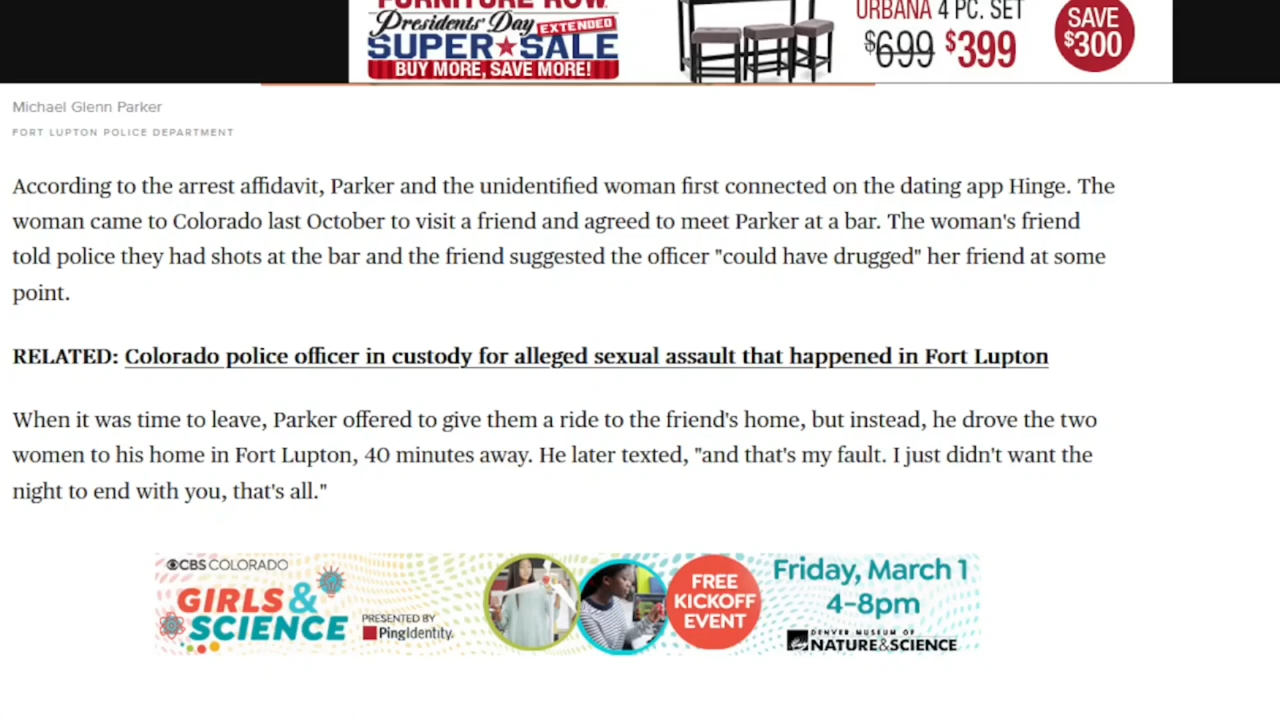 FURNITURE ROW
Presidents' Day EXTENDED
SUPER SALE
BUY MORE, SAVE MORE!
URBANA 4 PC. SET
$699 $399
SAVE
$300
Michael Glenn Parker
FORT LUPTON POLICE DEPARTMENT
According to the arrest affidavit, Parker and the unidentified woman first connected on the dating app Hinge. The
woman came to Colorado last October to visit a friend and agreed to meet Parker at a bar. The woman's friend
told police they had shots at the bar and the friend suggested the officer "could have drugged" her friend at some
point.
RELATED: Colorado police officer in custody for alleged sexual assault that happened in Fort Lupton
When it was time to leave, Parker offered to give them a ride to the friend's home, but instead, he drove the two
women to his home in Fort Lupton, 40 minutes away. He later texted, "and that's my fault. I just didn't want the
night to end with you, that's all."
CBS COLORADO
GIRLS &
SCIENCE
PRESENTED BY
PingIdentity.
FREE
KICKOFF
EVENT
Friday, March 1
4–8pm
DENVER MUSEUM OF
NATURE&SCIENCE